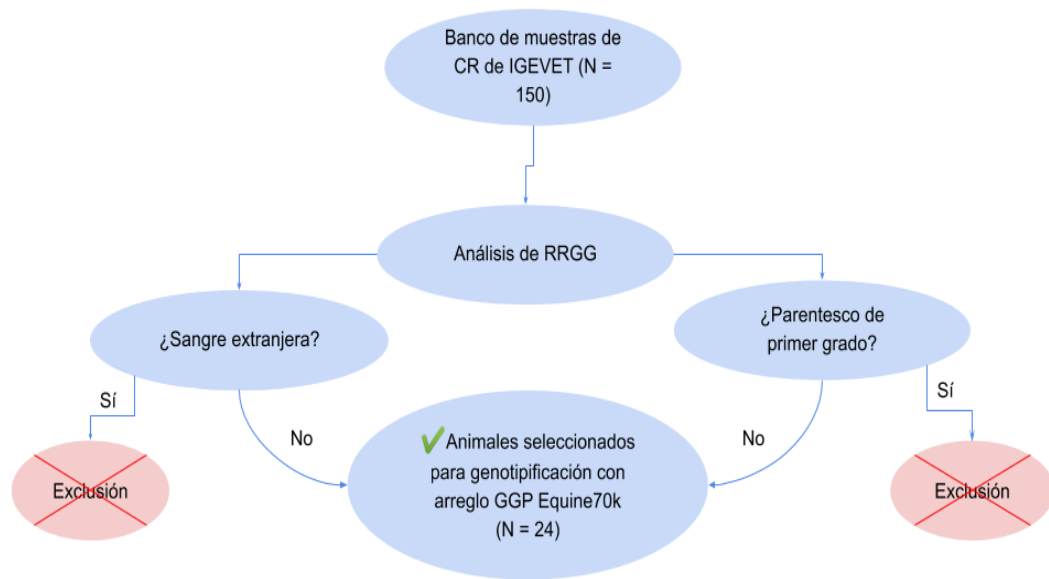 Banco de muestras de
CR de IGEVET (N =
150)
Análisis de RRGG
¿Sangre extranjera?
¿Parentesco de
primer grado?
Sí
Sí
No
No
✔Animales seleccionados
para genotipificación con
arreglo GGP Equine70k
(N = 24)
Exclusión
Exclusión